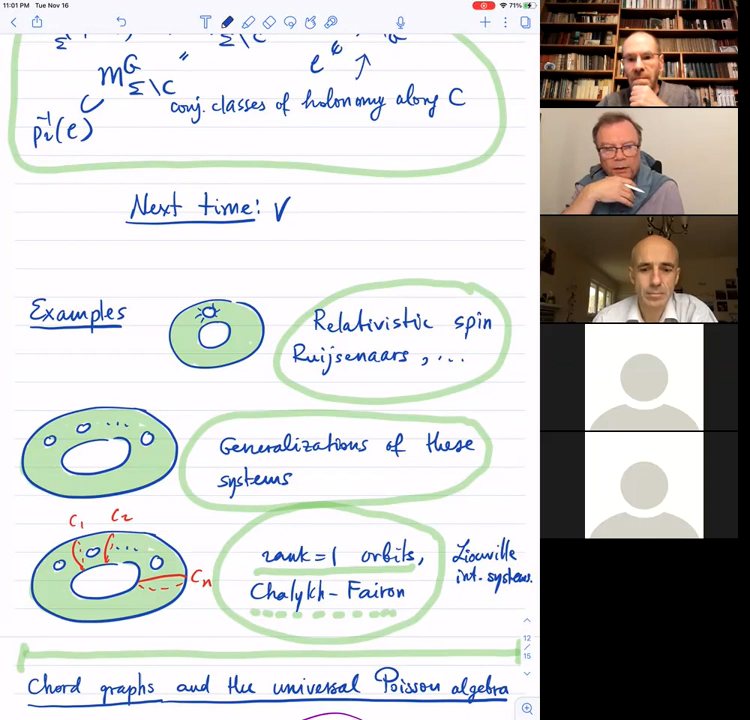 11:01 PM Tue Nov 16
71%
Σ\C
e
m^G_Σ\C
conj. classes of holonomy along C
Next time: √
Examples
Relativistic spin
Ruijsenaars, ...
...
Generalizations of these
systems
C1 C2
...
Cn
rank = 1 orbits,
Chalykh-Fairon
Liouville
int. systems.
12
/
15
Chord graphs and the universal Poisson algebra